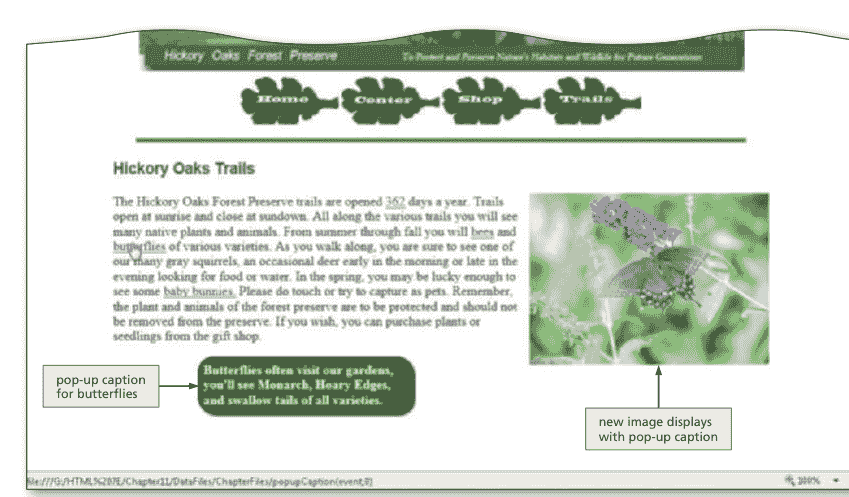 Hickory Oaks Forest Preserve
To Protect and Preserve Nature's Habitat and Wildlife for Future Generations
Home
Center
Shop
Trails
Hickory Oaks Trails
The Hickory Oaks Forest Preserve trails are opened 362 days a year. Trails
open at sunrise and close at sundown. All along the various trails you will see
many native plants and animals. From summer through fall you will bees and
butterflies of various varieties. As you walk along, you are sure to see one of
our many gray squirrels, an occasional deer early in the morning or late in the
evening looking for food or water. In the spring, you may be lucky enough to
see some baby bunnies. Please do touch or try to capture as pets. Remember,
the plant and animals of the forest preserve are to be protected and should not
be removed from the preserve. If you wish, you can purchase plants or
seedlings from the gift shop.
Butterflies often visit our gardens,
you'll see Monarch, Hoary Edges,
and swallow tails of all varieties.
pop-up caption
for butterflies
new image displays
with pop-up caption
file:///G:/HTML%207E/Chapter11/DataFiles/ChapterFiles/popupCaption(event,0)
100%